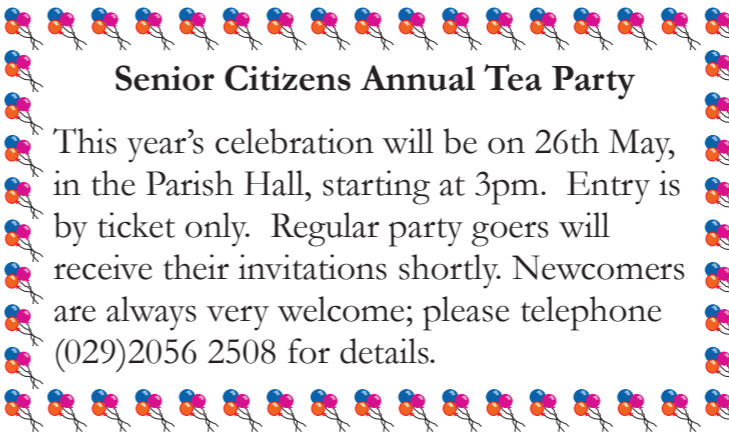 Senior Citizens Annual Tea Party
This year’s celebration will be on 26th May,
in the Parish Hall, starting at 3pm.  Entry is
by ticket only.  Regular party goers will
receive their invitations shortly. Newcomers
are always very welcome; please telephone
(029)2056 2508 for details.